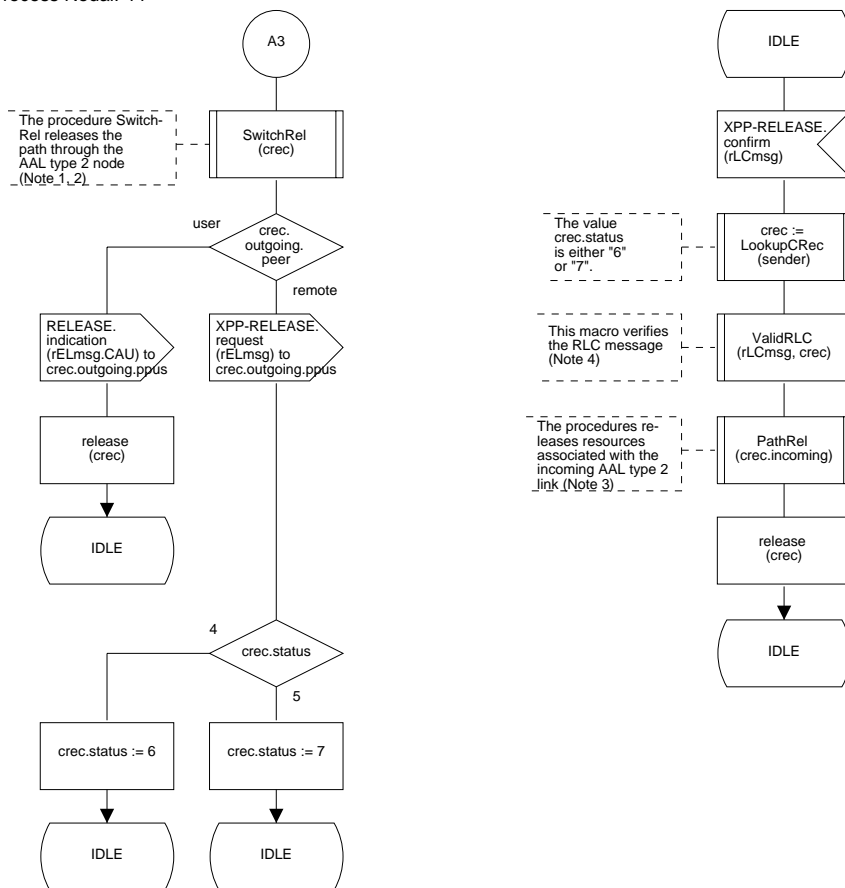 A3
The procedure Switch-
Rel releases the
path through the
AAL type 2 node
(Note 1, 2)
SwitchRel
(crec)
user
crec.
outgoing.
peer
remote
RELEASE.
indication
(rELmsg.CAU) to
crec.outgoing.ppus
XPP-RELEASE.
request
(rELmsg) to
crec.outgoing.ppus
release
(crec)
IDLE
4
crec.status
5
crec.status := 6
crec.status := 7
IDLE
IDLE
IDLE
XPP-RELEASE.
confirm
(rLCmsg)
The value
crec.status
is either "6"
or "7".
crec :=
LookupCRec
(sender)
This macro verifies
the RLC message
(Note 4)
ValidRLC
(rLCmsg, crec)
The procedures re-
leases resources
associated with the
incoming AAL type 2
link (Note 3)
PathRel
(crec.incoming)
release
(crec)
IDLE